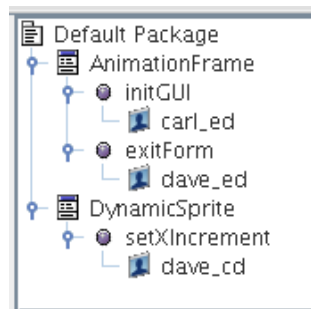 Default Package
AnimationFrame
initGUI
carl_ed
exitForm
dave_ed
DynamicSprite
setXIncrement
dave_cd